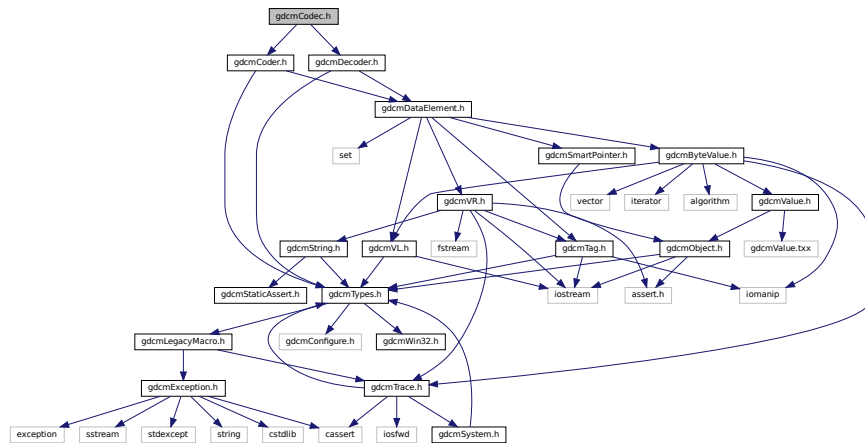 gdcmCodec.h
gdcmCoder.h
gdcmDecoder.h
gdcmDataElement.h
set
gdcmSmartPointer.h
gdcmByteValue.h
gdcmVR.h
vector
iterator
algorithm
gdcmValue.h
gdcmString.h
gdcmVL.h
fstream
gdcmTag.h
gdcmObject.h
gdcmValue.txx
gdcmStaticAssert.h
gdcmTypes.h
iostream
assert.h
iomanip
gdcmLegacyMacro.h
gdcmConfigure.h
gdcmWin32.h
gdcmException.h
gdcmTrace.h
exception
sstream
stdexcept
string
cstdlib
cassert
iosfwd
gdcmSystem.h